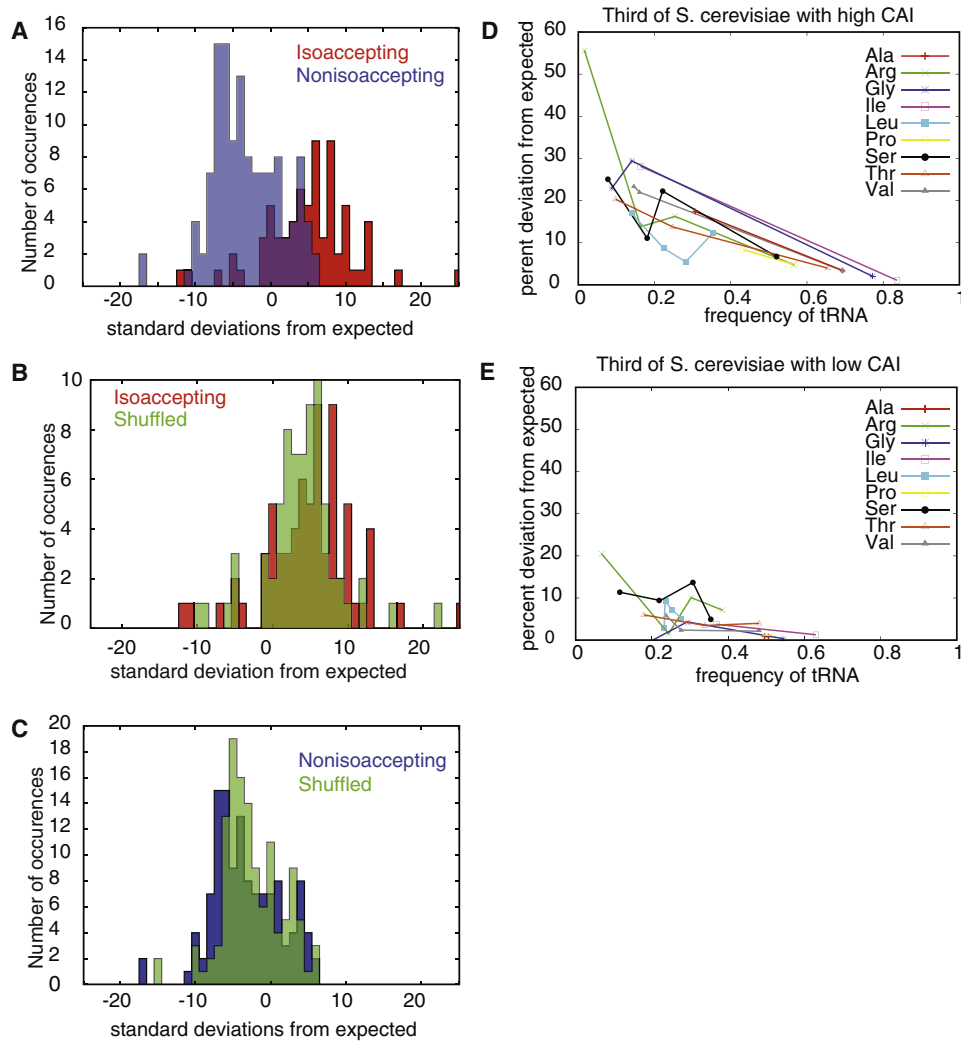 A
16
14
12
10
8
6
4
2
0
Number of occurences
Isoaccepting
Nonisoaccepting
-20
-10
0
10
20
standard deviations from expected
B
10
8
6
4
2
0
Number of occurences
Isoaccepting
Shuffled
-20
-10
0
10
20
standard deviation from expected
C
20
18
16
14
12
10
8
6
4
2
0
Number of occurences
Nonisoaccepting
Shuffled
-20
-10
0
10
20
standard deviations from expected
D
Third of S. cerevisiae with high CAI
60
50
40
30
20
10
0
perent deviation from expected
Ala
Arg
Gly
Ile
Leu
Pro
Ser
Thr
Val
0
0.2
0.4
0.6
0.8
1
frequency of tRNA
E
Third of S. cerevisiae with low CAI
60
50
40
30
20
10
0
percent deviation from expected
Ala
Arg
Gly
Ile
Leu
Pro
Ser
Thr
Val
0
0.2
0.4
0.6
0.8
1
frequency of tRNA